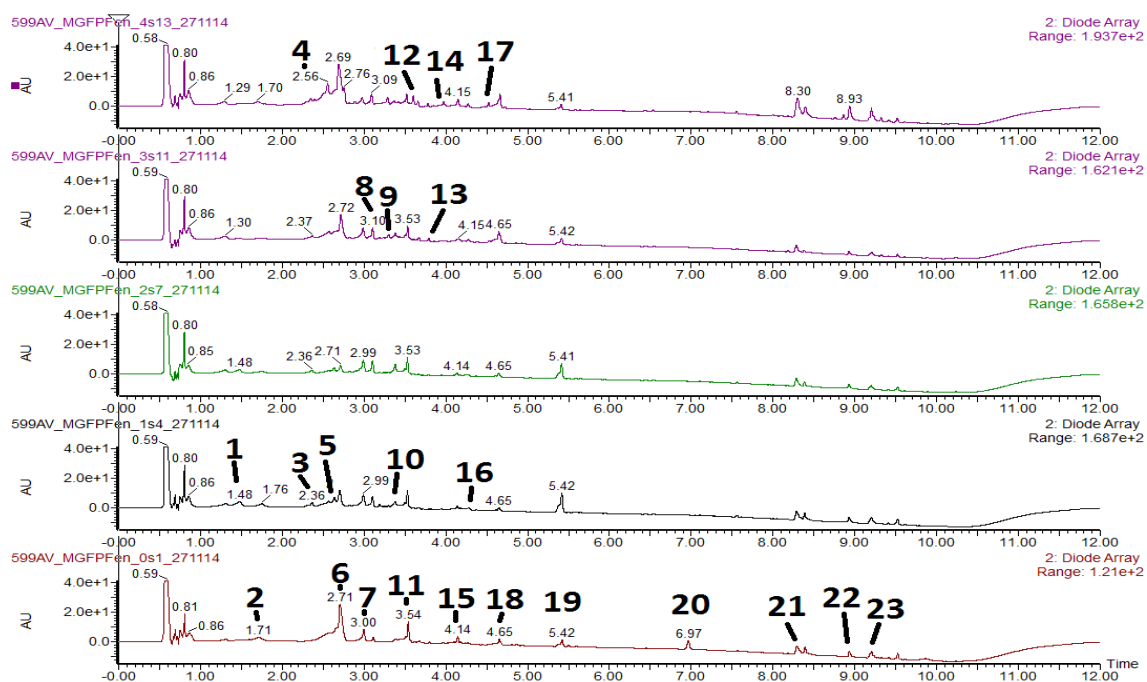 599AV_MGFPFen_4s13_271114
2: Diode Array
Range: 1.937e+2
4 12 14 17
0.58 0.80 0.86 1.29 1.70 2.56 2.69 2.76 3.09 4.15 5.41 8.30 8.93
AU
4.0e+1
2.0e+1
0.0
-0.00 1.00 2.00 3.00 4.00 5.00 6.00 7.00 8.00 9.00 10.00 11.00 12.00
599AV_MGFPFen_3s11_271114
2: Diode Array
Range: 1.621e+2
8 9 13
0.59 0.80 0.86 1.30 2.37 2.72 3.10 3.53 4.15 4.65 5.42
AU
4.0e+1
2.0e+1
0.0
-0.00 1.00 2.00 3.00 4.00 5.00 6.00 7.00 8.00 9.00 10.00 11.00 12.00
599AV_MGFPFen_2s7_271114
2: Diode Array
Range: 1.658e+2
0.58 0.80 0.85 1.48 2.36 2.71 2.99 3.53 4.14 4.65 5.41
AU
4.0e+1
2.0e+1
0.0
-0.00 1.00 2.00 3.00 4.00 5.00 6.00 7.00 8.00 9.00 10.00 11.00 12.00
599AV_MGFPFen_1s4_271114
2: Diode Array
Range: 1.687e+2
1 3 5 10 16
0.59 0.80 0.86 1.48 1.76 2.36 2.99 4.65 5.42
AU
4.0e+1
2.0e+1
0.0
-0.00 1.00 2.00 3.00 4.00 5.00 6.00 7.00 8.00 9.00 10.00 11.00 12.00
599AV_MGFPFen_0s1_271114
2: Diode Array
Range: 1.21e+2
2 6 7 11 15 18 19 20 21 22 23
0.59 0.81 0.86 1.71 2.71 3.00 3.54 4.14 4.65 5.42 6.97
AU
4.0e+1
2.0e+1
0.0
Time
-0.00 1.00 2.00 3.00 4.00 5.00 6.00 7.00 8.00 9.00 10.00 11.00 12.00